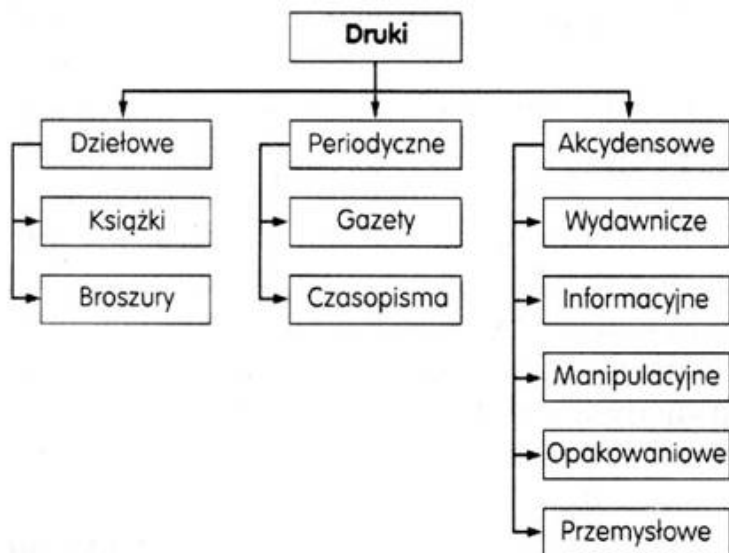 Druki
Dziełowe
Książki
Broszury
Periodyczne
Gazety
Czasopisma
Akcydensowe
Wydawnicze
Informacyjne
Manipulacyjne
Opakowaniowe
Przemysłowe